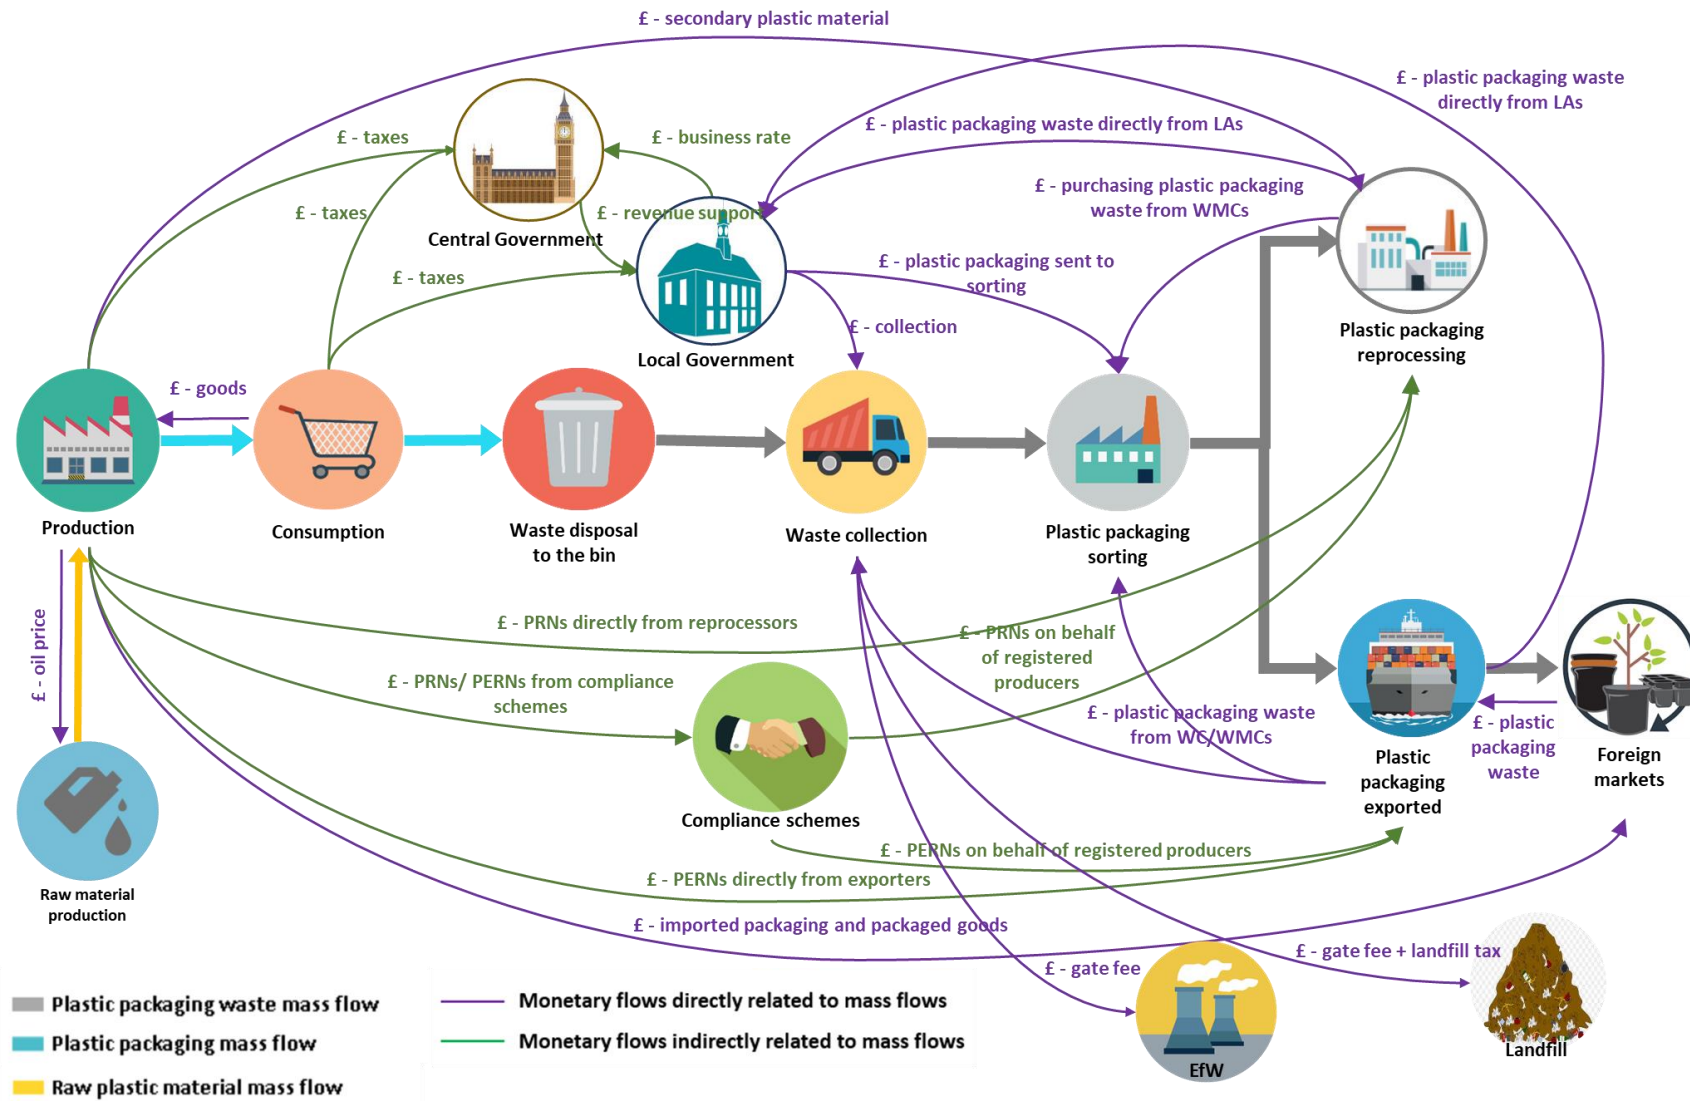 £ - secondary plastic material
£ - plastic packaging waste
directly from LAs
£ - taxes
£ - business rate
£ - plastic packaging waste directly from LAs
£ - purchasing plastic packaging
waste from WMCs
£ - taxes
£ - revenue support
Central Government
£ - taxes
£ - plastic packaging sent to
sorting
£ - collection
Local Government
Plastic packaging
reprocessing
£ - goods
Production
Consumption
Waste disposal
to the bin
Waste collection
Plastic packaging
sorting
£ - oil price
£ - PRNs directly from reprocessors
£ - PRNs on behalf
of registered
producers
£ - PRNs/ PERNs from compliance
schemes
£ - plastic packaging waste
from WC/WMCs
£ - plastic
packaging
waste
Plastic
packaging
exported
Foreign
markets
Compliance schemes
£ - PERNs on behalf of registered producers
£ - PERNs directly from exporters
Raw material
production
£ - imported packaging and packaged goods
£ - gate fee
£ - gate fee + landfill tax
EfW
Landfill
Plastic packaging waste mass flow
Plastic packaging mass flow
Raw plastic material mass flow
Monetary flows directly related to mass flows
Monetary flows indirectly related to mass flows